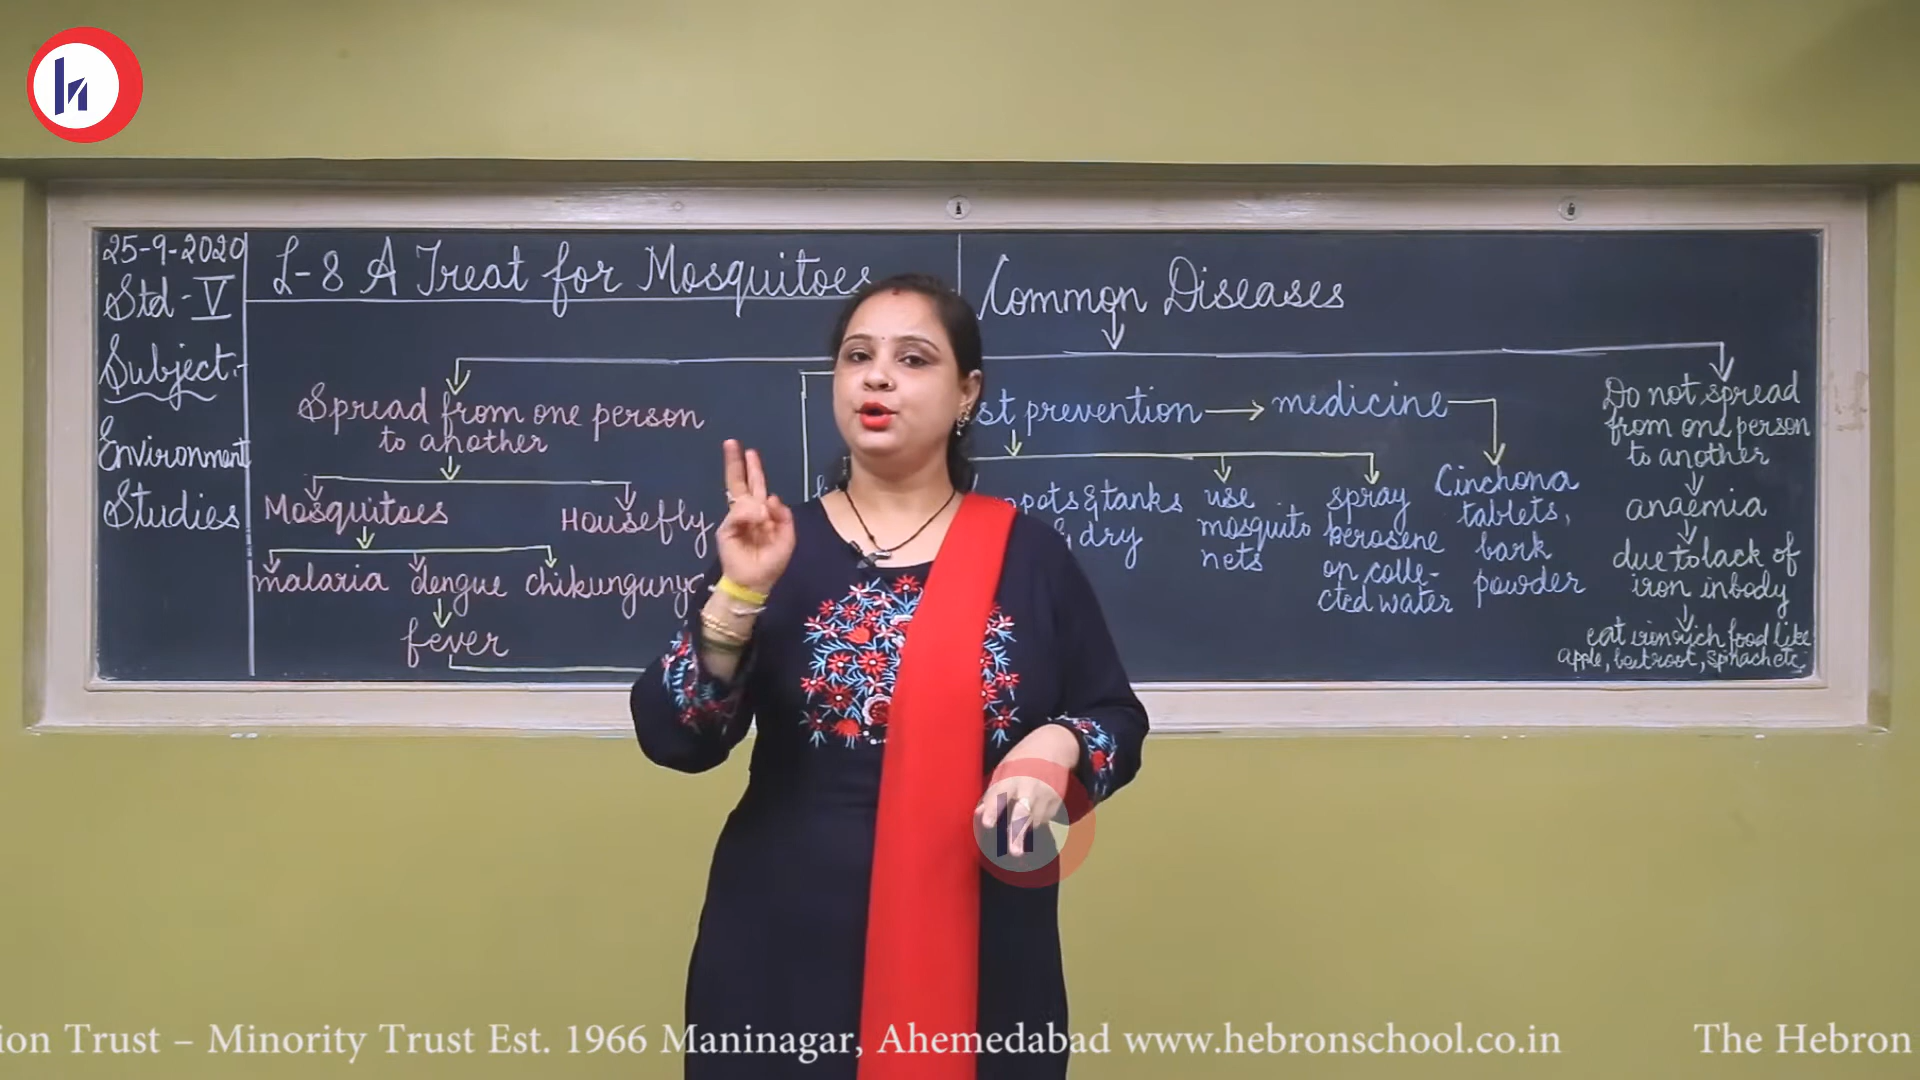 25-9-2020
Std - V
Subject:-
Environment
Studies
L-8 A Treat for Mosquitoes
Common Diseases
Spread from one person
to another
Mosquitoes
Housefly
malaria dengue chikungunya
fever
prevention → medicine
pots & tanks
& dry
use
mosquito
nets
spray
kerosene
on colle-
cted water
Cinchona
tablets,
bark
powder
Do not spread
from one person
to another
anaemia
due to lack of
iron in body
eat iron rich food like
apple, beetroot, spinach etc.
Trust – Minority Trust Est. 1966 Maninagar, Ahemedabad www.hebronschool.co.in
The Hebron